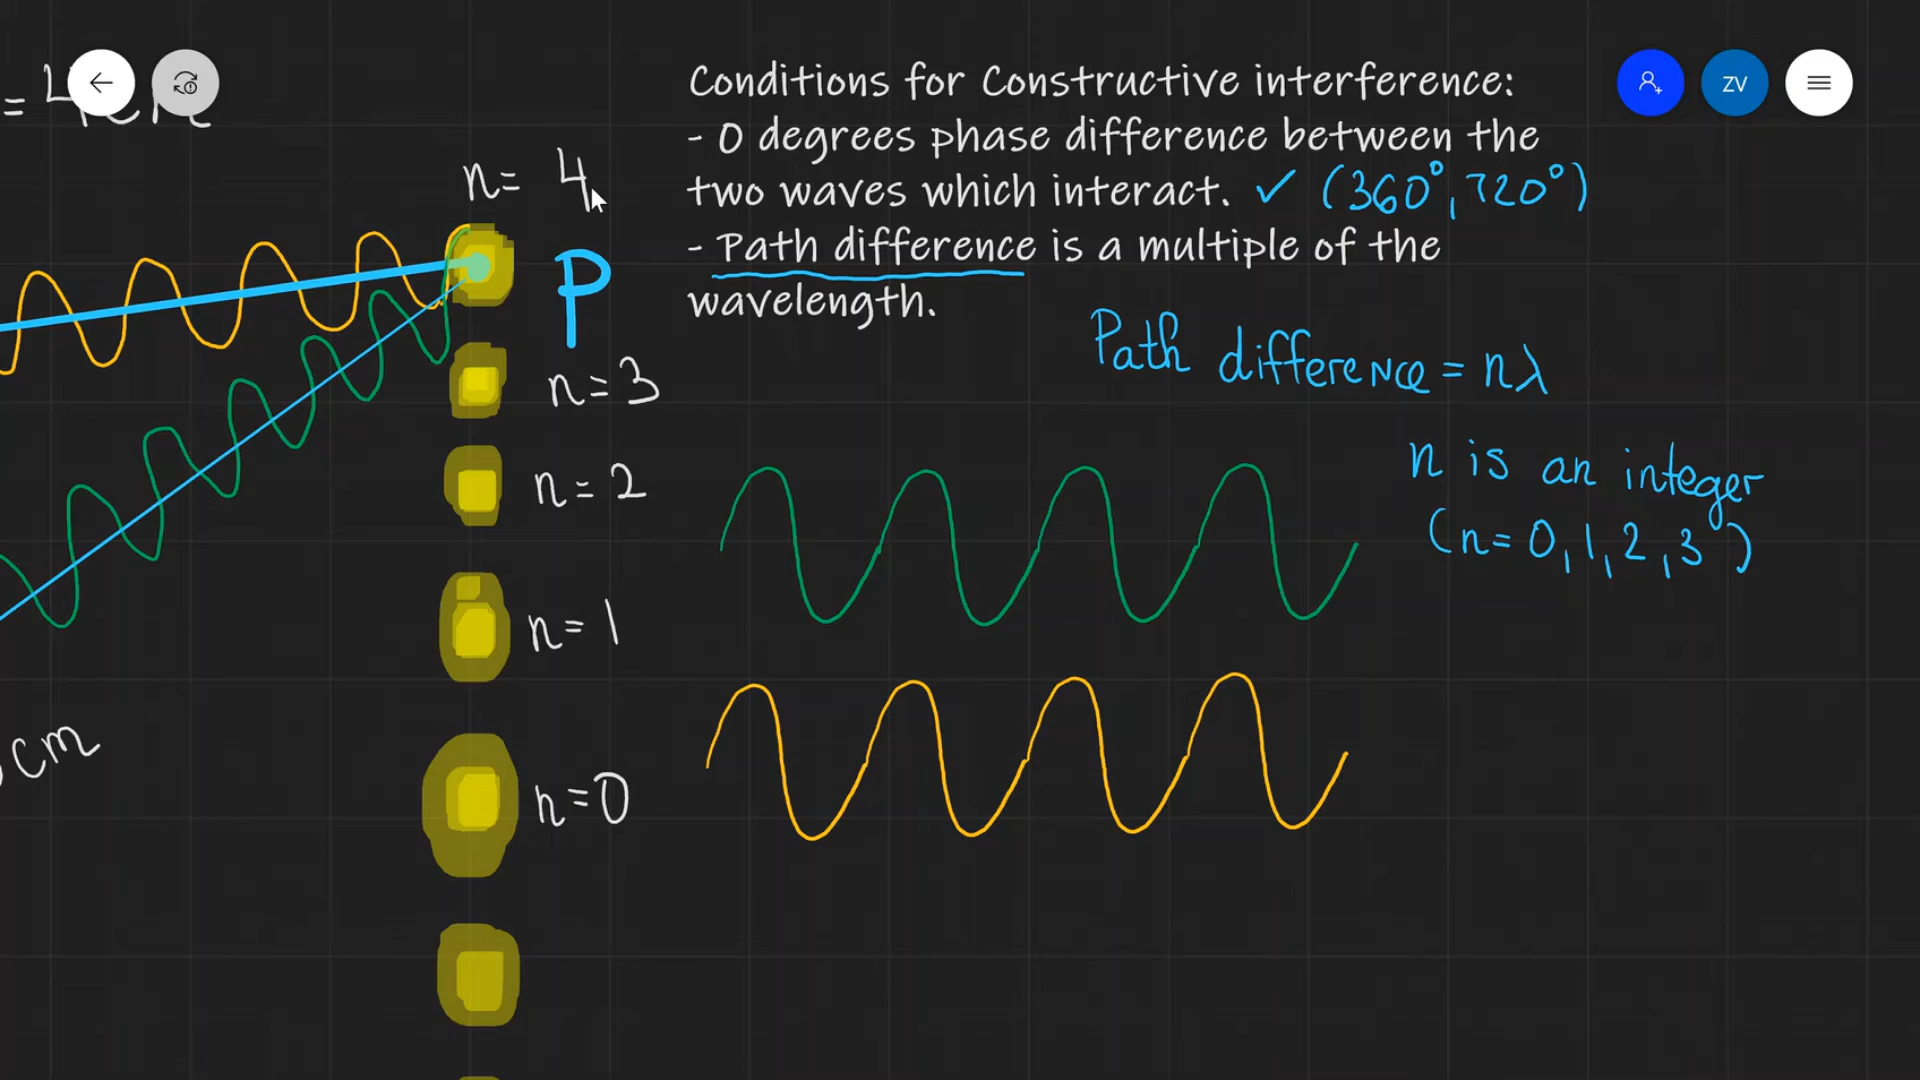 ZV
Conditions for Constructive interference:
- 0 degrees phase difference between the
two waves which interact. ✓ (360°, 720°)
- Path difference is a multiple of the
wavelength.
Path difference = nλ
n is an integer
(n= 0, 1, 2, 3 )
n= 4
P
n=3
n= 2
n= 1
n=0
cm